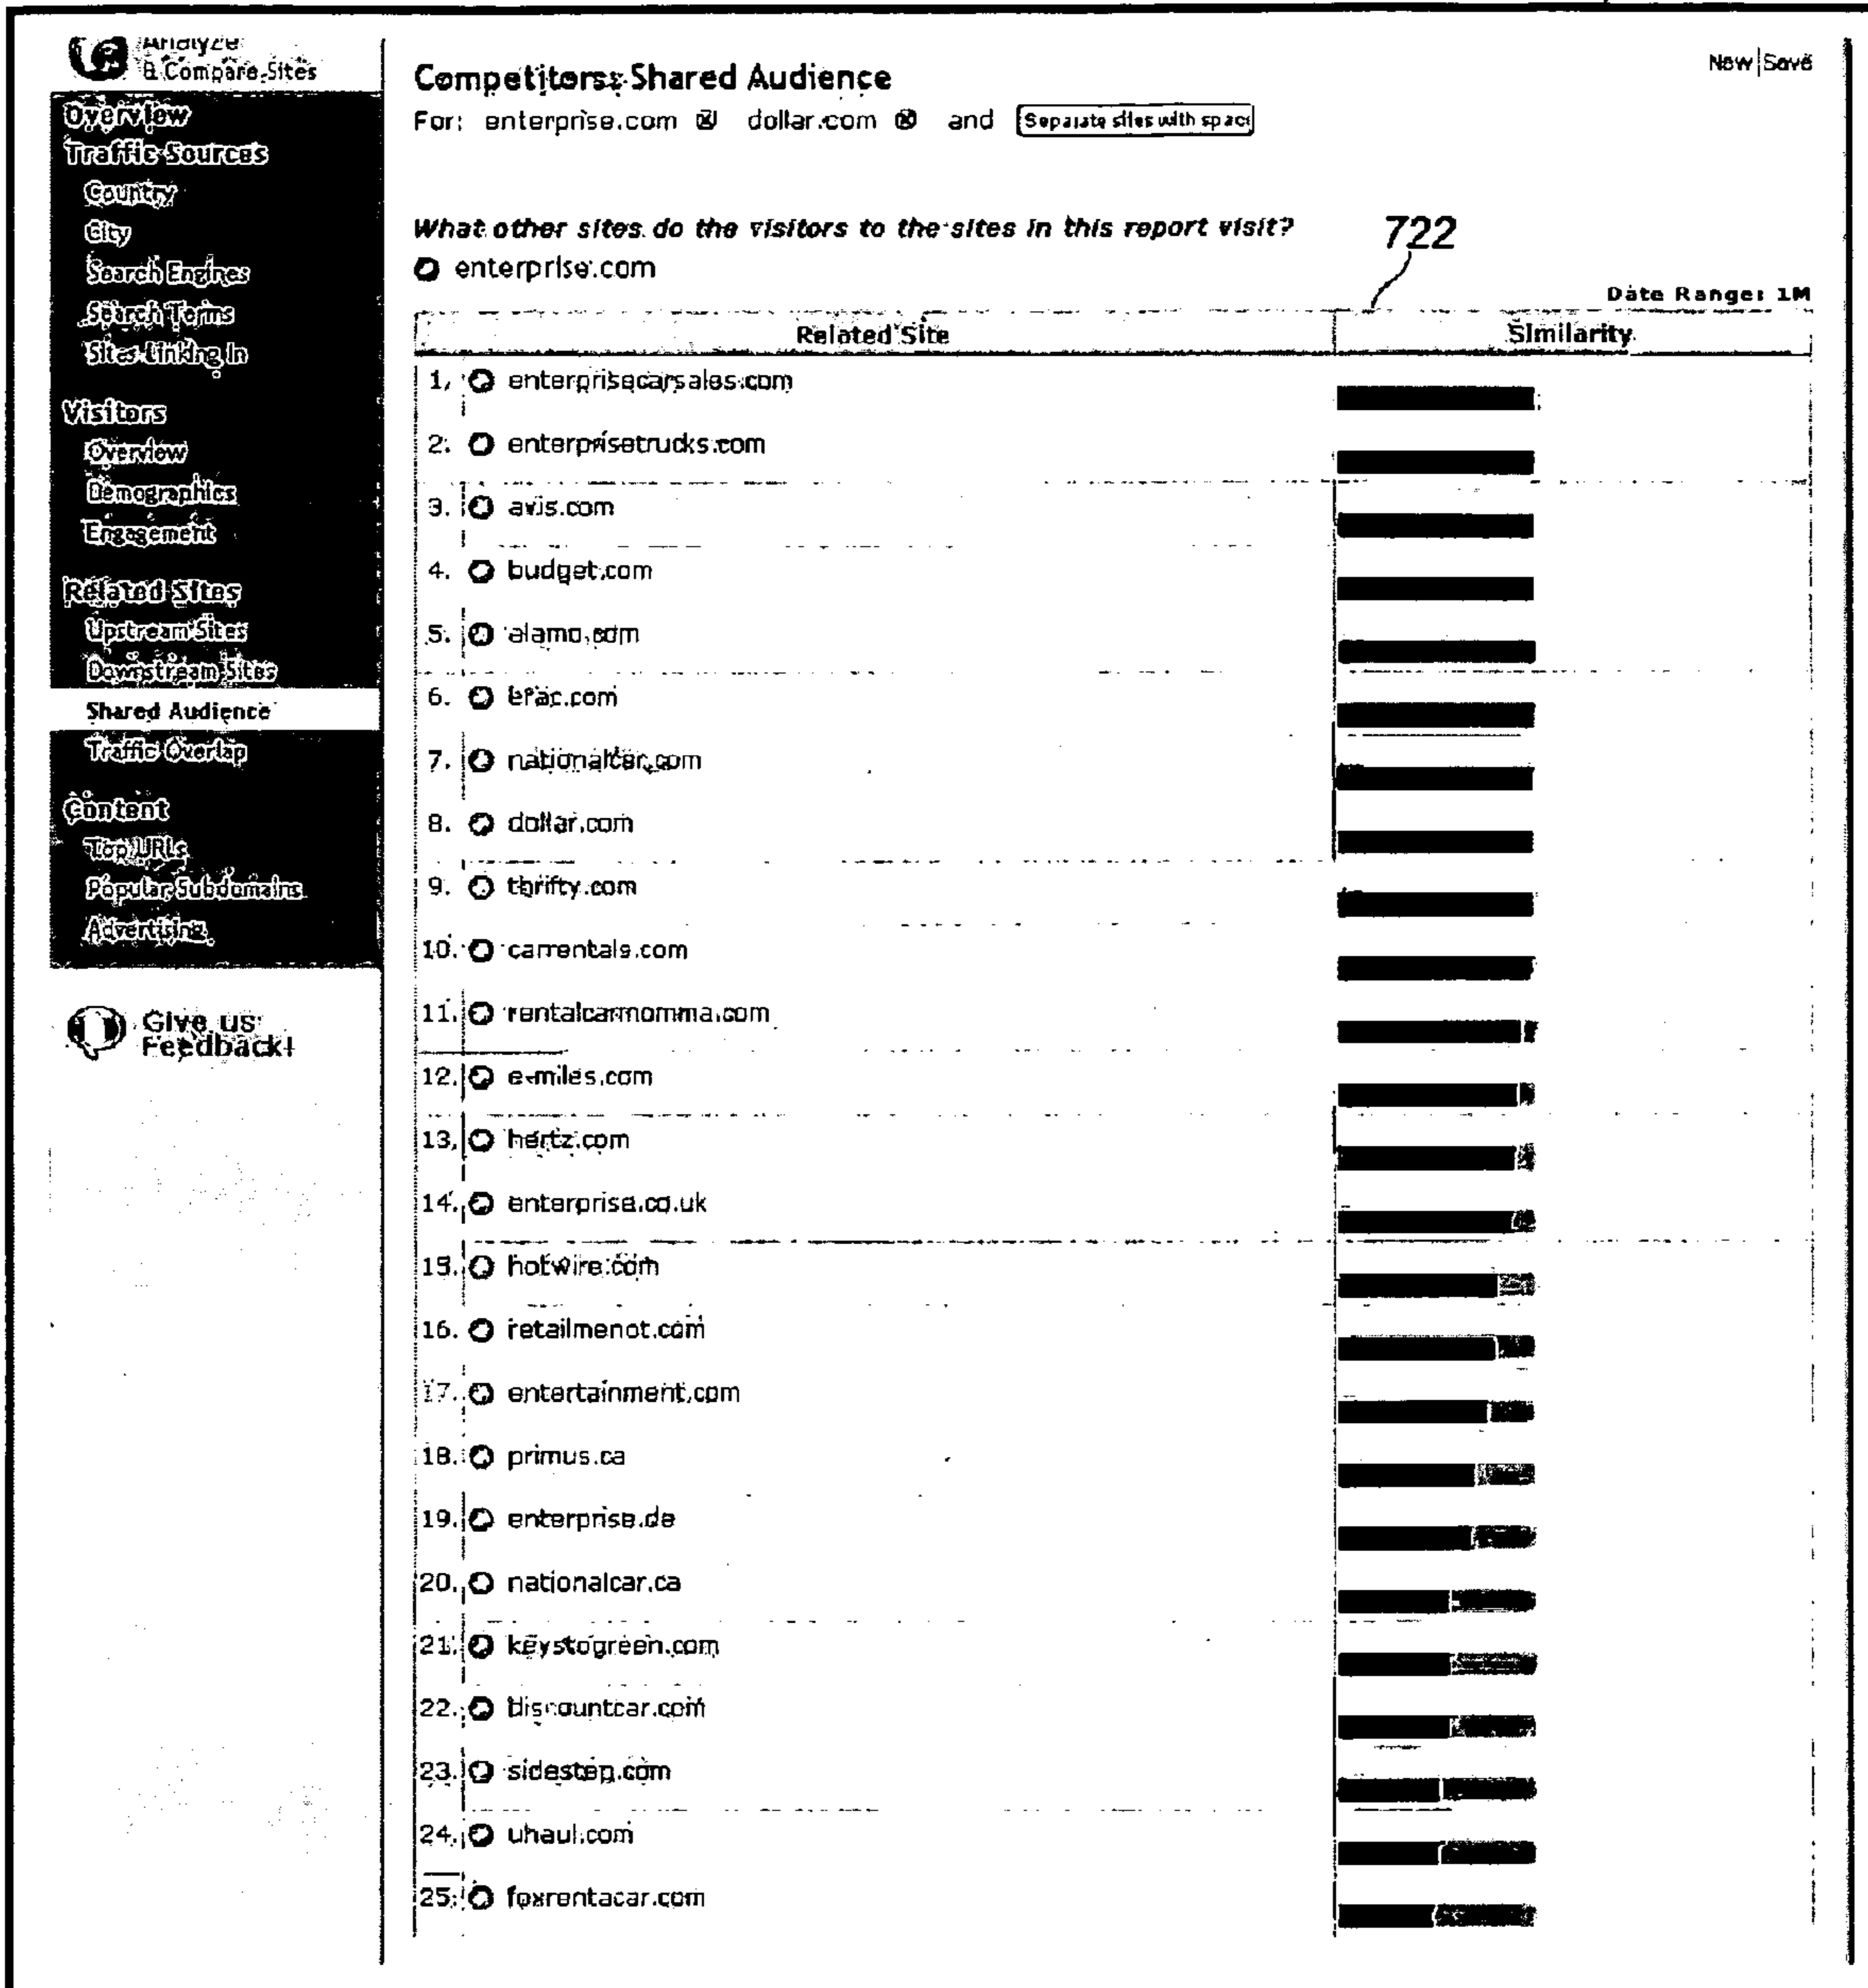 Analyze
& Compare Sites
Overview
Traffic Sources
Country
City
Search Engines
Search Terms
Sites Linking In
Visitors
Overview
Demographics
Engagement
Related Sites
Upstream Sites
Downstream Sites
Shared Audience
Traffic Overlap
Content
Top URLs
Popular Subdomains
Advertising
Give us
Feedback!
New | Save
Competitors: Shared Audience
For: enterprise.com dollar.com and Separate sites with space
What other sites do the visitors to the sites in this report visit?
722
enterprise.com
Date Range: 1M
Related Site Similarity
1. enterprisecarsales.com
2. enterprisetrucks.com
3. avis.com
4. budget.com
5. alamo.com
6. erac.com
7. nationalcar.com
8. dollar.com
9. thrifty.com
10. carrentals.com
11. rentalcarmomma.com
12. e-miles.com
13. hertz.com
14. enterprise.co.uk
15. hotwire.com
16. retailmenot.com
17. entertainment.com
18. primus.ca
19. enterprise.de
20. nationalcar.ca
21. keystogreen.com
22. discountcar.com
23. sidestep.com
24. uhaul.com
25. foxrentacar.com